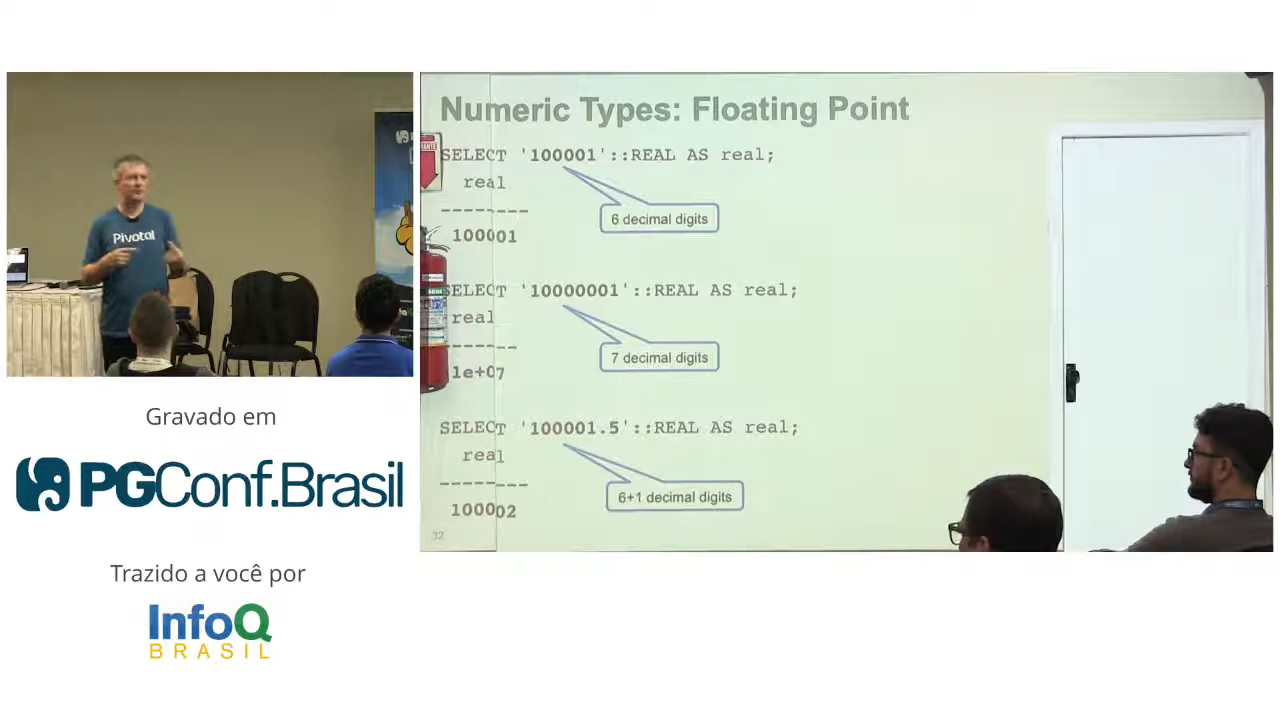 Numeric Types: Floating Point
SELECT '100001'::REAL AS real;
real
--------
100001
6 decimal digits
SELECT '10000001'::REAL AS real;
real
-------
1e+07
7 decimal digits
SELECT '100001.5'::REAL AS real;
real
--------
100002
6+1 decimal digits
32
Pivotal
Gravado em
PGConf.Brasil
Trazido a você por
InfoQ
BRASIL